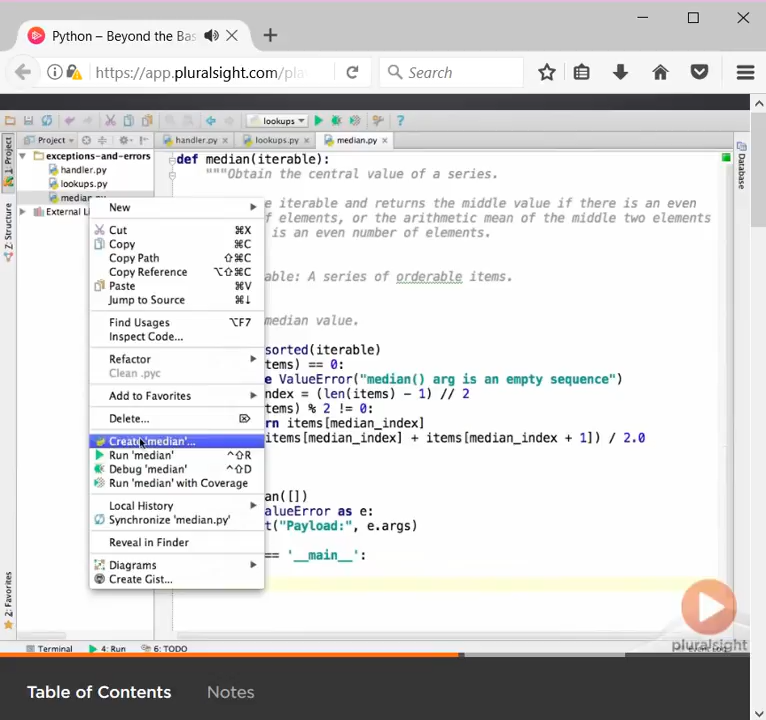 Python – Beyond the Bas
https://app.pluralsight.com/pla
Search
lookups
Project
handler.py
lookups.py
median.py
1: Project
Z: Structure
2: Favorites
Database
exceptions-and-errors
handler.py
lookups.py
median.py
External Li
New
Cut ⌘X
Copy ⌘C
Copy Path ⇧⌘C
Copy Reference ⌥⇧⌘C
Paste ⌘V
Jump to Source ⌘↓
Find Usages ⌥F7
Inspect Code...
Refactor
Clean .pyc
Add to Favorites
Delete... ⌦
Create 'median'...
Run 'median' ^⇧R
Debug 'median' ^⇧D
Run 'median' with Coverage
Local History
Synchronize 'median.py'
Reveal in Finder
Diagrams
Create Gist...
def median(iterable):
"""Obtain the central value of a series.
e iterable and returns the middle value if there is an even
of elements, or the arithmetic mean of the middle two elements
is an even number of elements.
able: A series of orderable items.
median value.
sorted(iterable)
tems) == 0:
e ValueError("median() arg is an empty sequence")
ndex = (len(items) - 1) // 2
tems) % 2 != 0:
rn items[median_index]
items[median_index] + items[median_index + 1]) / 2.0
an([])
alueError as e:
t("Payload:", e.args)
== '__main__':
pluralsight
Terminal
4: Run
6: TODO
Table of Contents
Notes